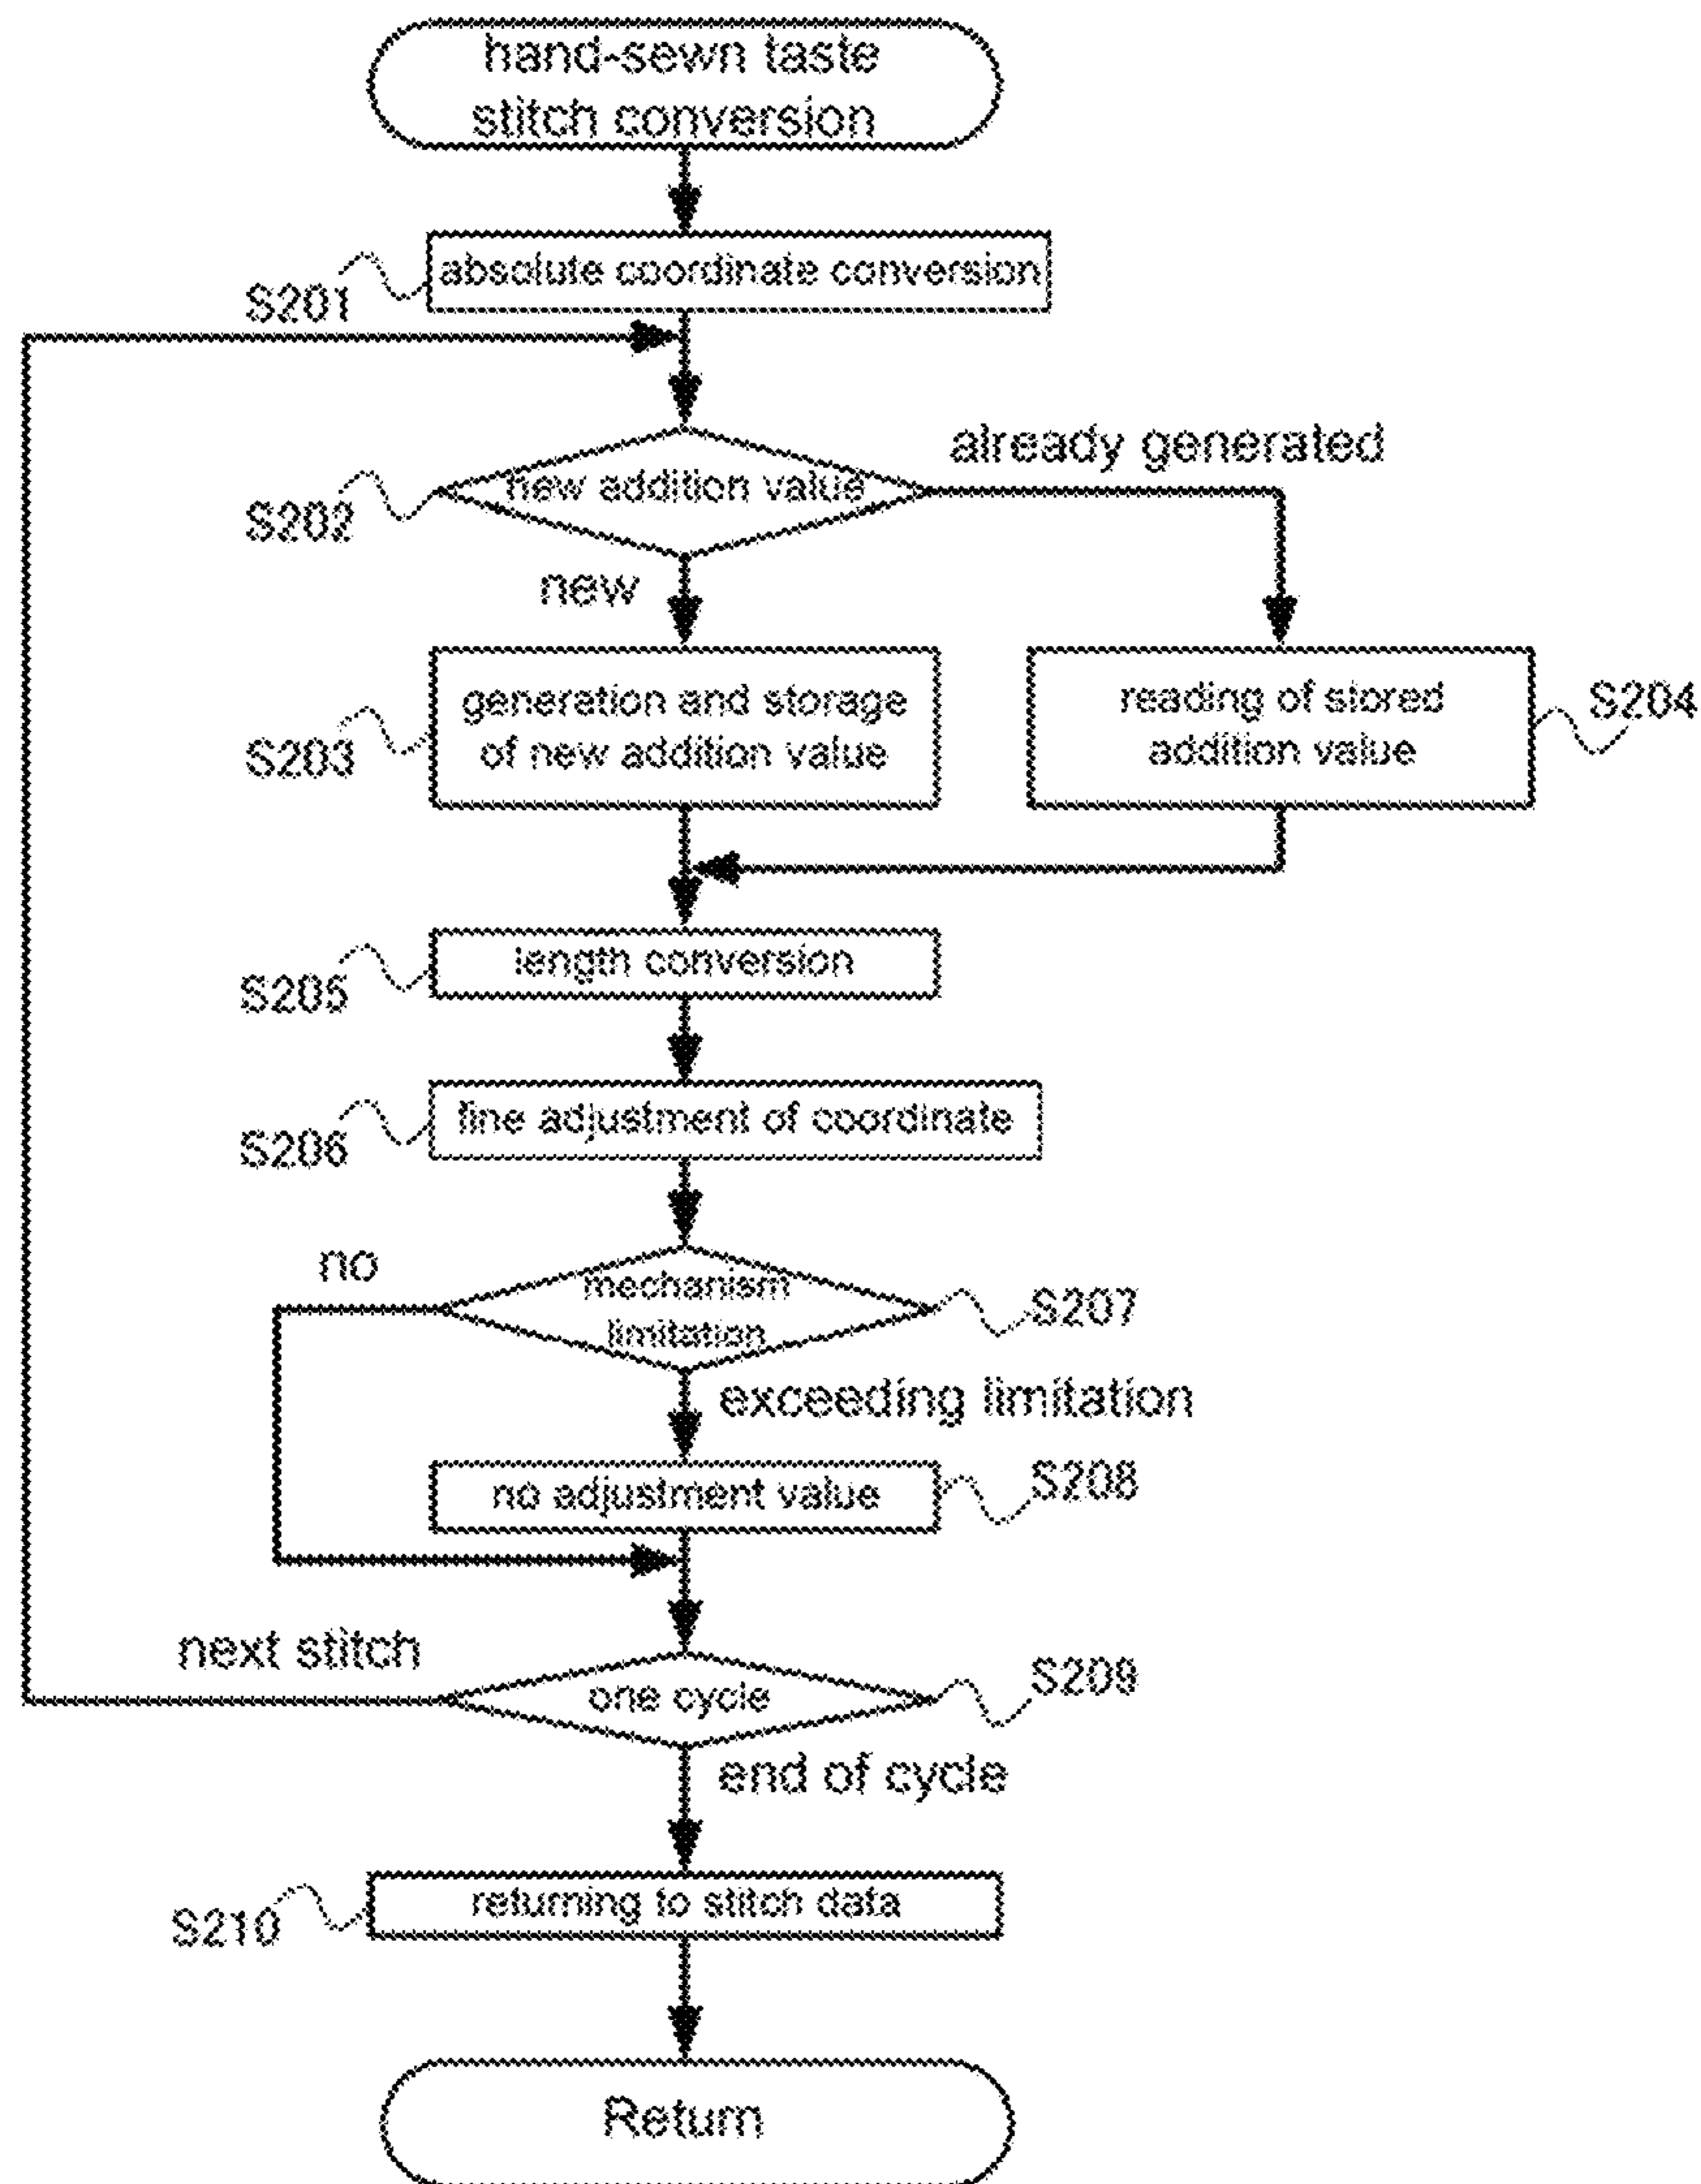 hand-sewn taste
stitch conversion
absolute coordinate conversion
S201
already generated
new addition value
S202
new
generation and storage
of new addition value
S203
reading of stored
addition value
S204
length conversion
S205
fine adjustment of coordinate
S206
no
mechanism
limitation
S207
exceeding limitation
no adjustment value
S208
next stitch
one cycle
S209
end of cycle
returning to stitch data
S210
Return